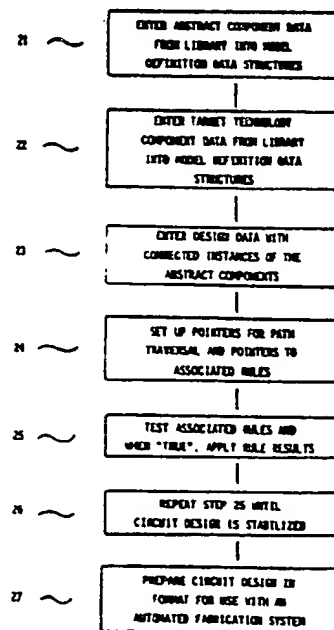 21
ENTER ABSTRACT COMPONENT DATA
FROM LIBRARY INTO MODEL
DEFINITION DATA STRUCTURES
22
ENTER TARGET TECHNOLOGY
COMPONENT DATA FROM LIBRARY
INTO MODEL DEFINITION DATA
STRUCTURES
23
ENTER DESIGN DATA WITH
CONNECTED INSTANCES OF THE
ABSTRACT COMPONENTS
24
SET UP POINTERS FOR PATH
TRAVERSAL AND POINTERS TO
ASSOCIATED RULES
25
TEST ASSOCIATED RULES AND
WHEN "TRUE", APPLY RULE RESULTS
26
REPEAT STEP 25 UNTIL
CIRCUIT DESIGN IS STABILIZED
27
PREPARE CIRCUIT DESIGN IN
FORMAT FOR USE WITH AN
AUTOMATED FABRICATION SYSTEM